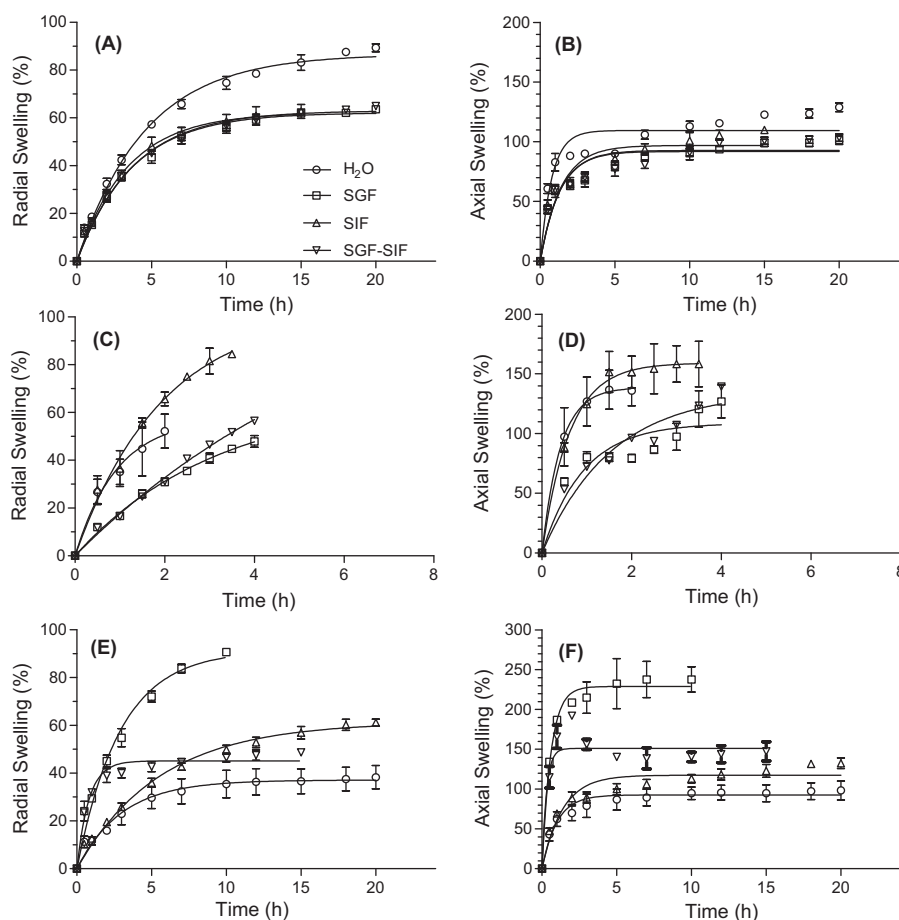 (A)
Radial Swelling (%)
100
80
60
40
20
0
H₂O
SGF
SIF
SGF-SIF
0 5 10 15 20
Time (h)
(B)
Axial Swelling (%)
200
150
100
50
0
0 5 10 15 20
Time (h)
(C)
Radial Swelling (%)
100
80
60
40
20
0
0 2 4 6 8
Time (h)
(D)
Axial Swelling (%)
200
150
100
50
0
0 2 4 6 8
Time (h)
(E)
Radial Swelling (%)
100
80
60
40
20
0
0 5 10 15 20
Time (h)
(F)
Axial Swelling (%)
300
250
200
150
100
50
0
0 5 10 15 20
Time (h)